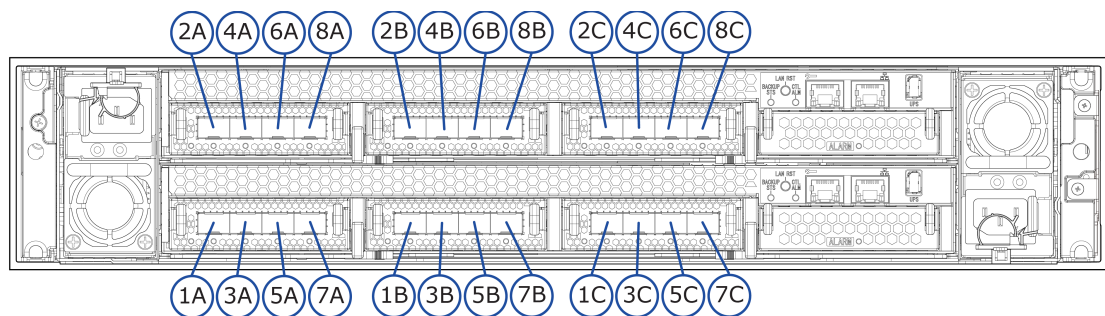 2A 4A 6A 8A 2B 4B 6B 8B 2C 4C 6C 8C
LAN RST
BACKUP STS CTL ALM
UPS
ALARM
LAN RST
BACKUP STS CTL ALM
UPS
ALARM
1A 3A 5A 7A 1B 3B 5B 7B 1C 3C 5C 7C